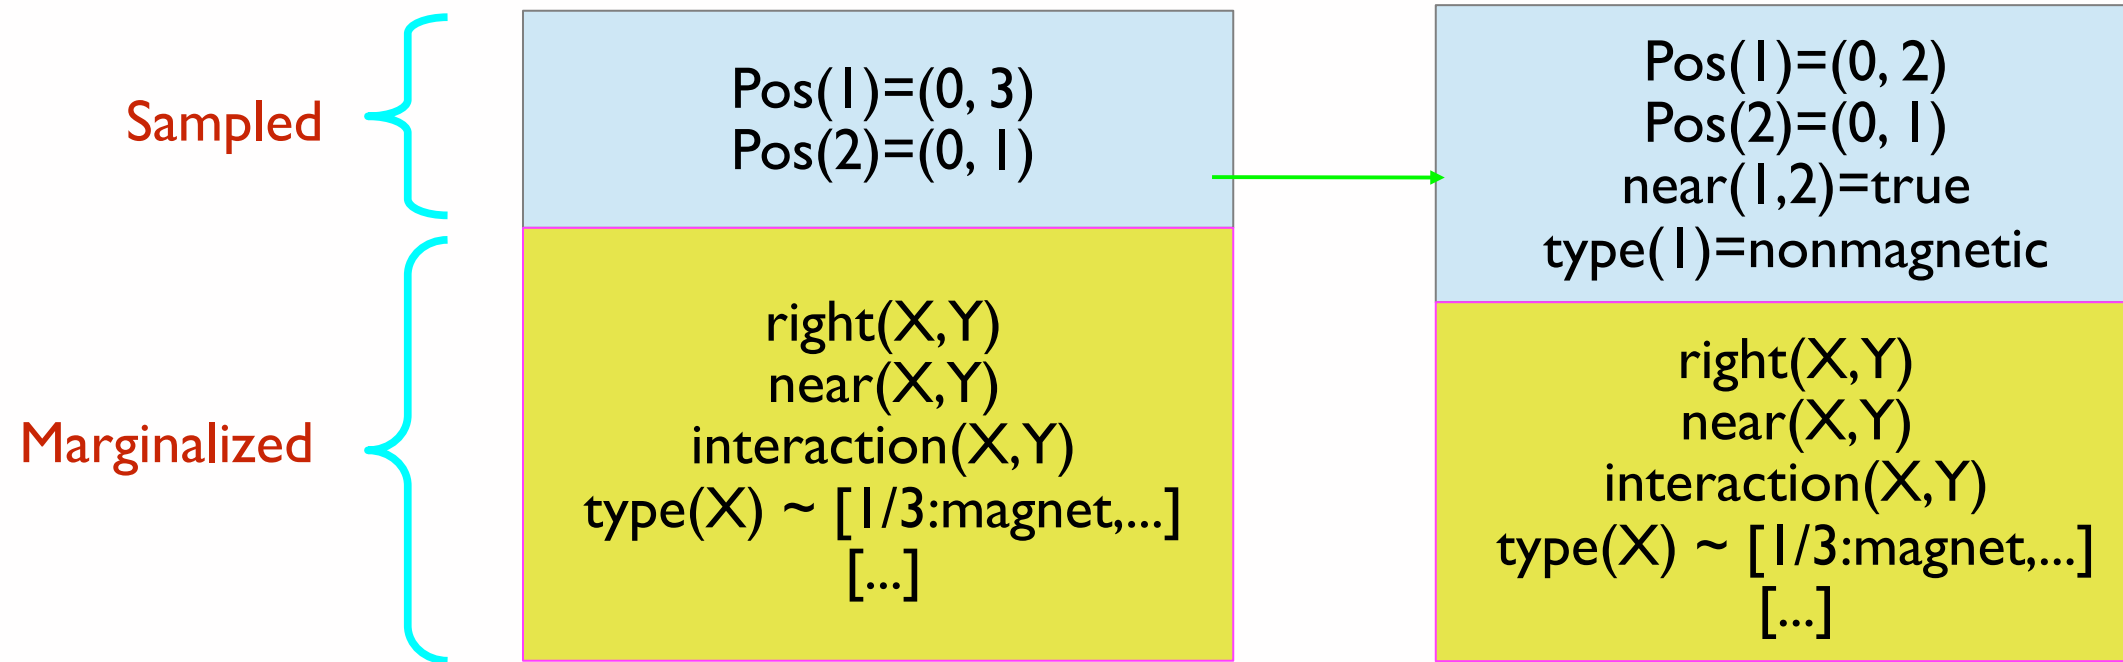 Sampled
Marginalized
Pos(1)=(0, 3)
Pos(2)=(0, 1)
right(X,Y)
near(X,Y)
interaction(X,Y)
type(X) ~ [1/3:magnet,...]
[...]
Pos(1)=(0, 2)
Pos(2)=(0, 1)
near(1,2)=true
type(1)=nonmagnetic
right(X,Y)
near(X,Y)
interaction(X,Y)
type(X) ~ [1/3:magnet,...]
[...]